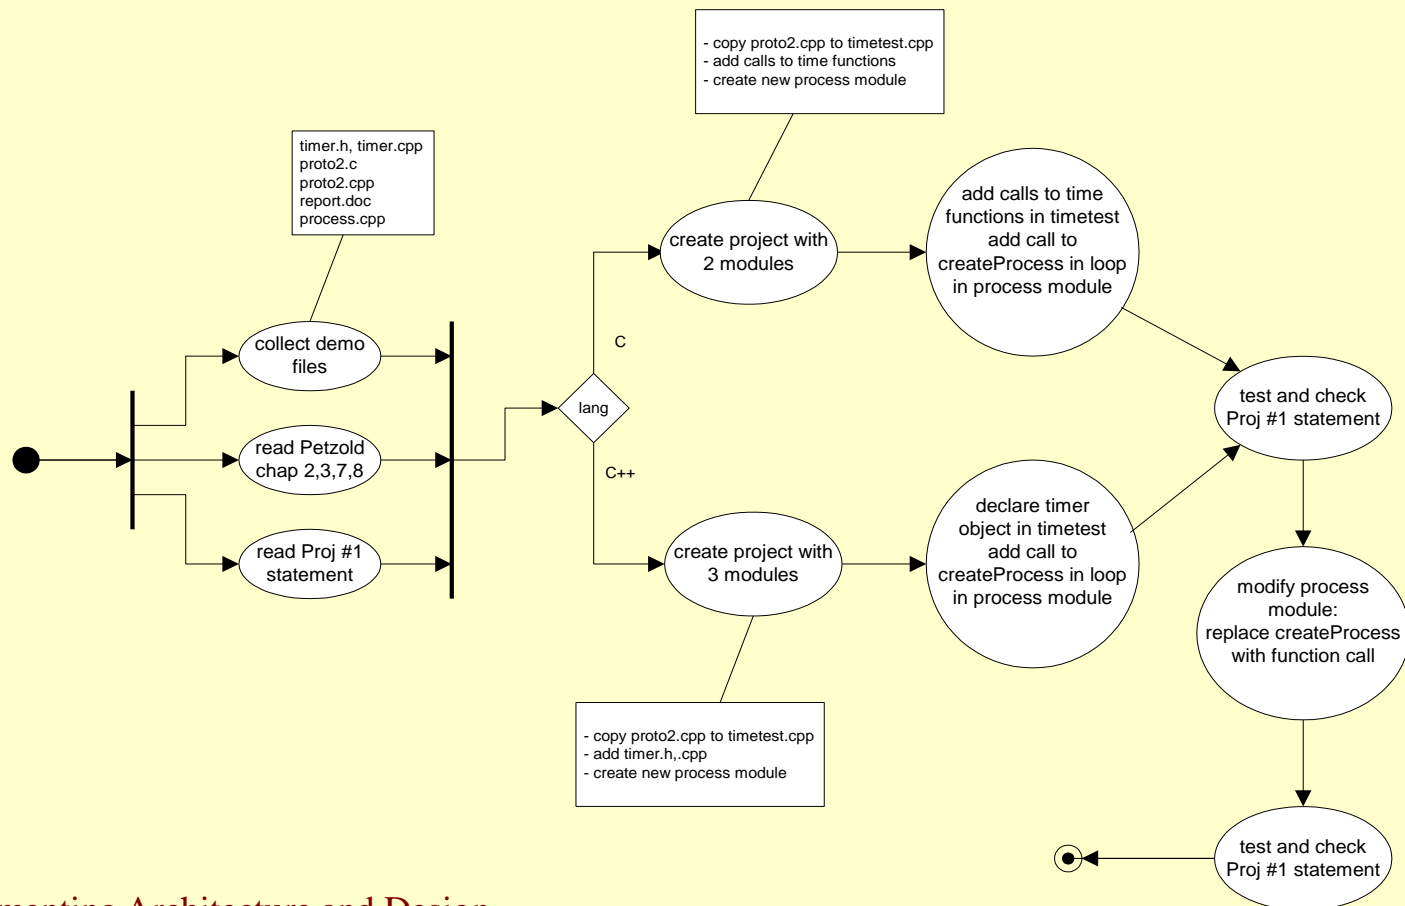 - copy proto2.cpp to timetest.cpp
- add calls to time functions
- create new process module
timer.h, timer.cpp
proto2.c
proto2.cpp
report.doc
process.cpp
collect demo
files
read Petzold
chap 2,3,7,8
read Proj #1
statement
lang
C
C++
create project with
2 modules
add calls to time
functions in timetest
add call to
createProcess in loop
in process module
create project with
3 modules
declare timer
object in timetest
add call to
createProcess in loop
in process module
- copy proto2.cpp to timetest.cpp
- add timer.h,.cpp
- create new process module
test and check
Proj #1 statement
modify process
module:
replace createProcess
with function call
test and check
Proj #1 statement
Architecture and Design